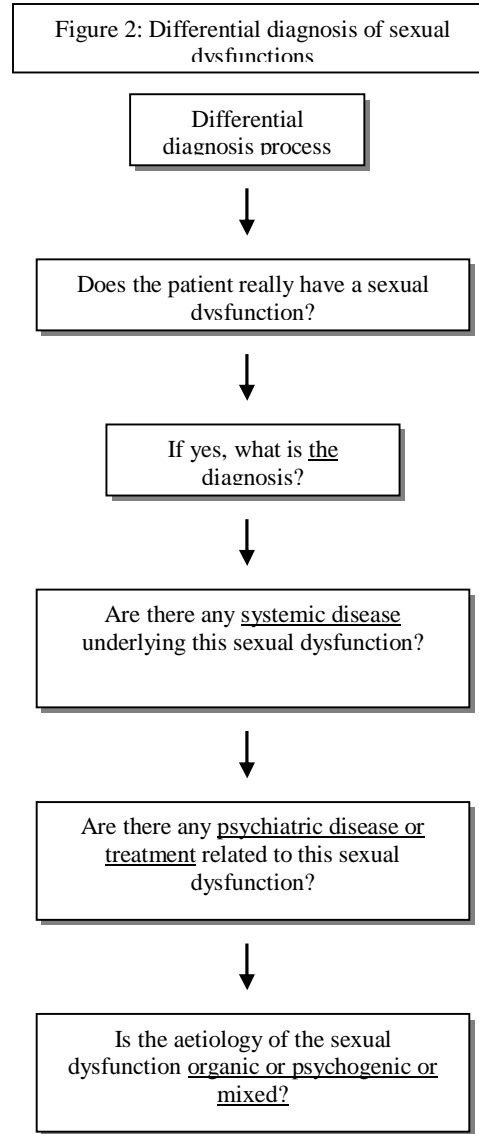 Figure 2: Differential diagnosis of sexual
dysfunctions
Differential
diagnosis process
Does the patient really have a sexual
dysfunction?
If yes, what is the
diagnosis?
Are there any systemic disease
underlying this sexual dysfunction?
Are there any psychiatric disease or
treatment related to this sexual
dysfunction?
Is the aetiology of the sexual
dysfunction organic or psychogenic or
mixed?